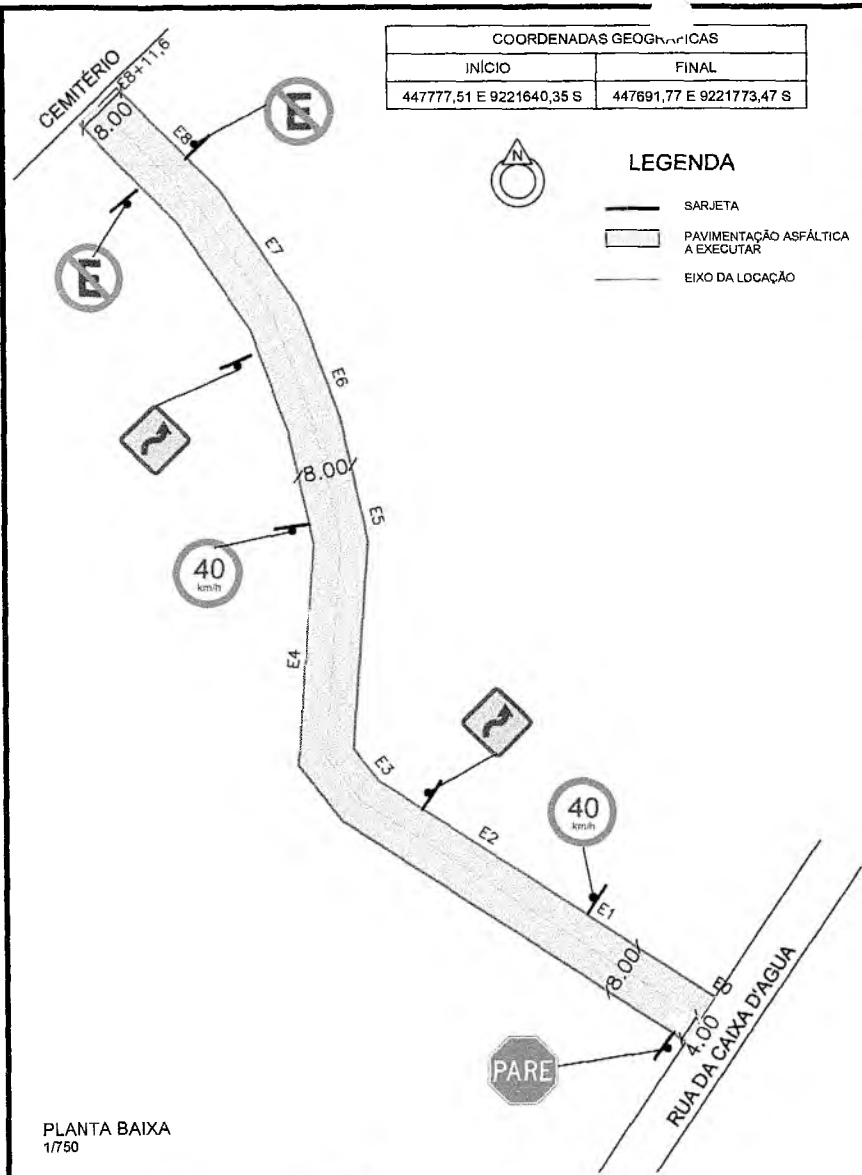 COORDENADAS GEOGRÁFICAS
INÍCIO
FINAL
447777,51 E 9221640,35 S
447691,77 E 9221773,47 S
CEMITÉRIO
E8+11,6
8.00
E8
E
N
LEGENDA
SARJETA
PAVIMENTAÇÃO ASFÁLTICA
A EXECUTAR
EIXO DA LOCAÇÃO
E7
E
E6
8.00
E5
40
km/h
E4
E3
40
km/h
E2
E1
8.00
E0
4.00
RUA DA CAIXA D'AGUA
PARE
PLANTA BAIXA
1/750